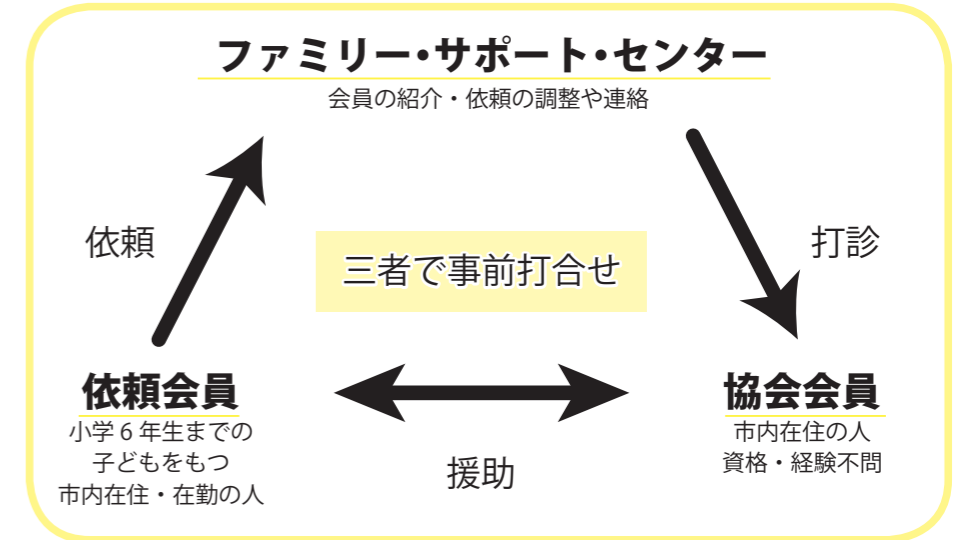 ファミリー・サポート・センター
会員の紹介・依頼の調整や連絡
依頼
打診
三者で事前打合せ
依頼会員
小学6年生までの
子どもをもつ
市内在住・在勤の人
援助
協会会員
市内在住の人
資格・経験不問